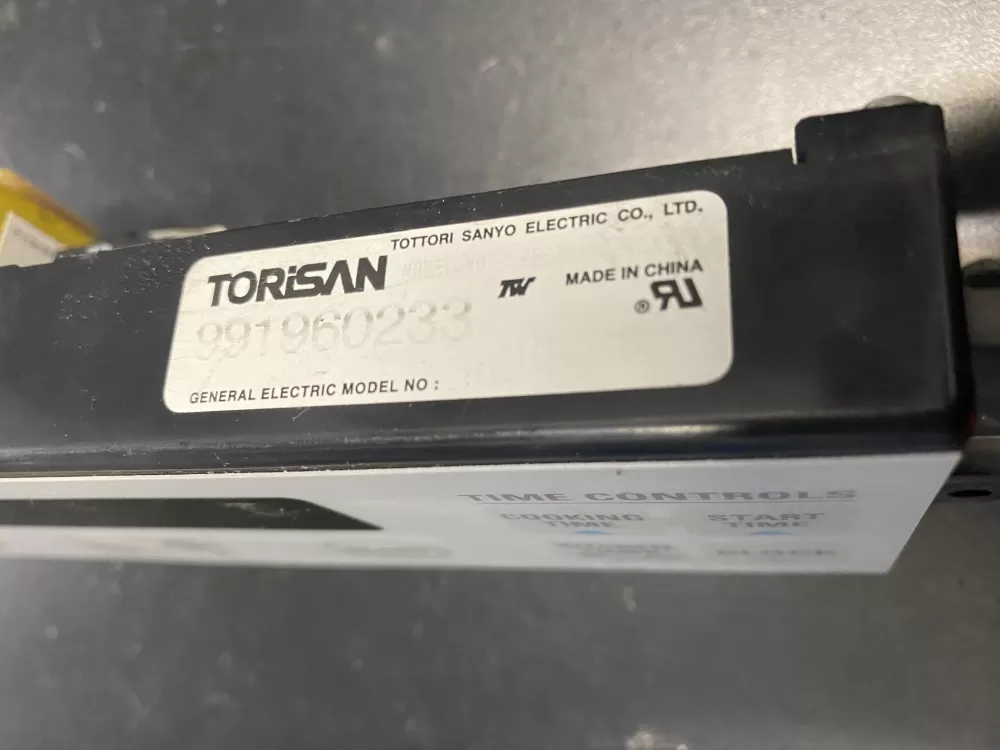 TOTTORI SANYO ELECTRIC CO., LTD.
TORiSAN
MADE IN CHINA
991960233
GENERAL ELECTRIC MODEL NO :
TIME CONTROLS
COOKING TIME
START TIME
CLOCK